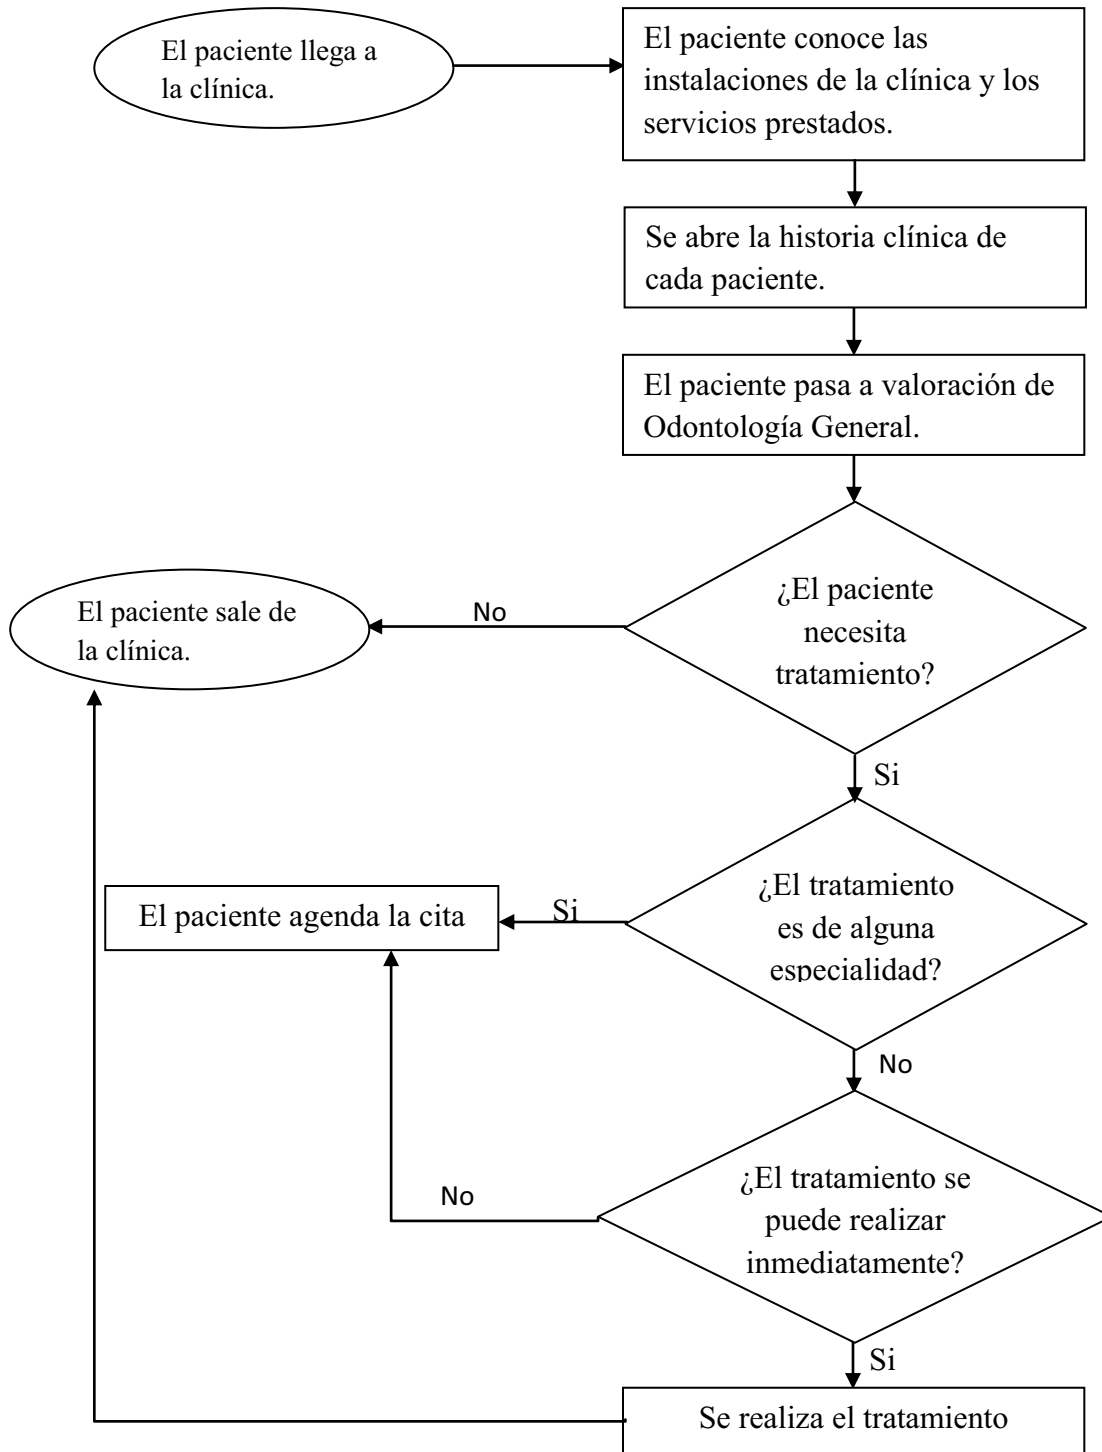 El paciente llega a
la clínica.
El paciente conoce las
instalaciones de la clínica y los
servicios prestados.
Se abre la historia clínica de
cada paciente.
El paciente pasa a valoración de
Odontología General.
¿El paciente
necesita
tratamiento?
No
El paciente sale de
la clínica.
Si
¿El tratamiento
es de alguna
especialidad?
Si
El paciente agenda la cita
No
¿El tratamiento se
puede realizar
inmediatamente?
No
Si
Se realiza el tratamiento